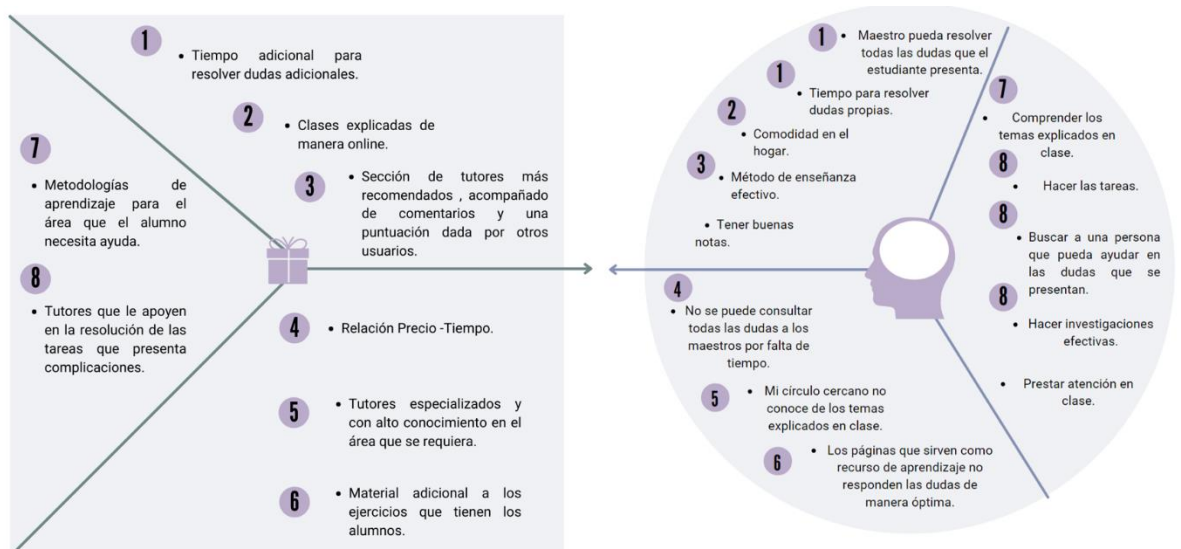 1
• Tiempo adicional para
resolver dudas adicionales.
2
• Clases explicadas de
manera online.
3
• Sección de tutores más
recomendados , acompañado
de comentarios y una
puntuación dada por otros
usuarios.
7
• Metodologías de
aprendizaje para el
área que el alumno
necesita ayuda.
8
• Tutores que le apoyen
en la resolución de las
tareas que presenta
complicaciones.
4
• Relación Precio -Tiempo.
5
• Tutores especializados y
con alto conocimiento en el
área que se requiera.
6
• Material adicional a los
ejercicios que tienen los
alumnos.
1
• Maestro pueda resolver
todas las dudas que el
estudiante presenta.
1
• Tiempo para resolver
dudas propias.
2
• Comodidad en el
hogar.
3
• Método de enseñanza
efectivo.
• Tener buenas
notas.
7
• Comprender los
temas explicados en
clase.
8
• Hacer las tareas.
8
• Buscar a una persona
que pueda ayudar en
las dudas que se
presentan.
8
• Hacer investigaciones
efectivas.
• Prestar atención en
clase.
4
• No se puede consultar
todas las dudas a los
maestros por falta de
tiempo.
5
• Mi círculo cercano no
conoce de los temas
explicados en clase.
6
• Los páginas que sirven como
recurso de aprendizaje no
responden las dudas de
manera óptima.